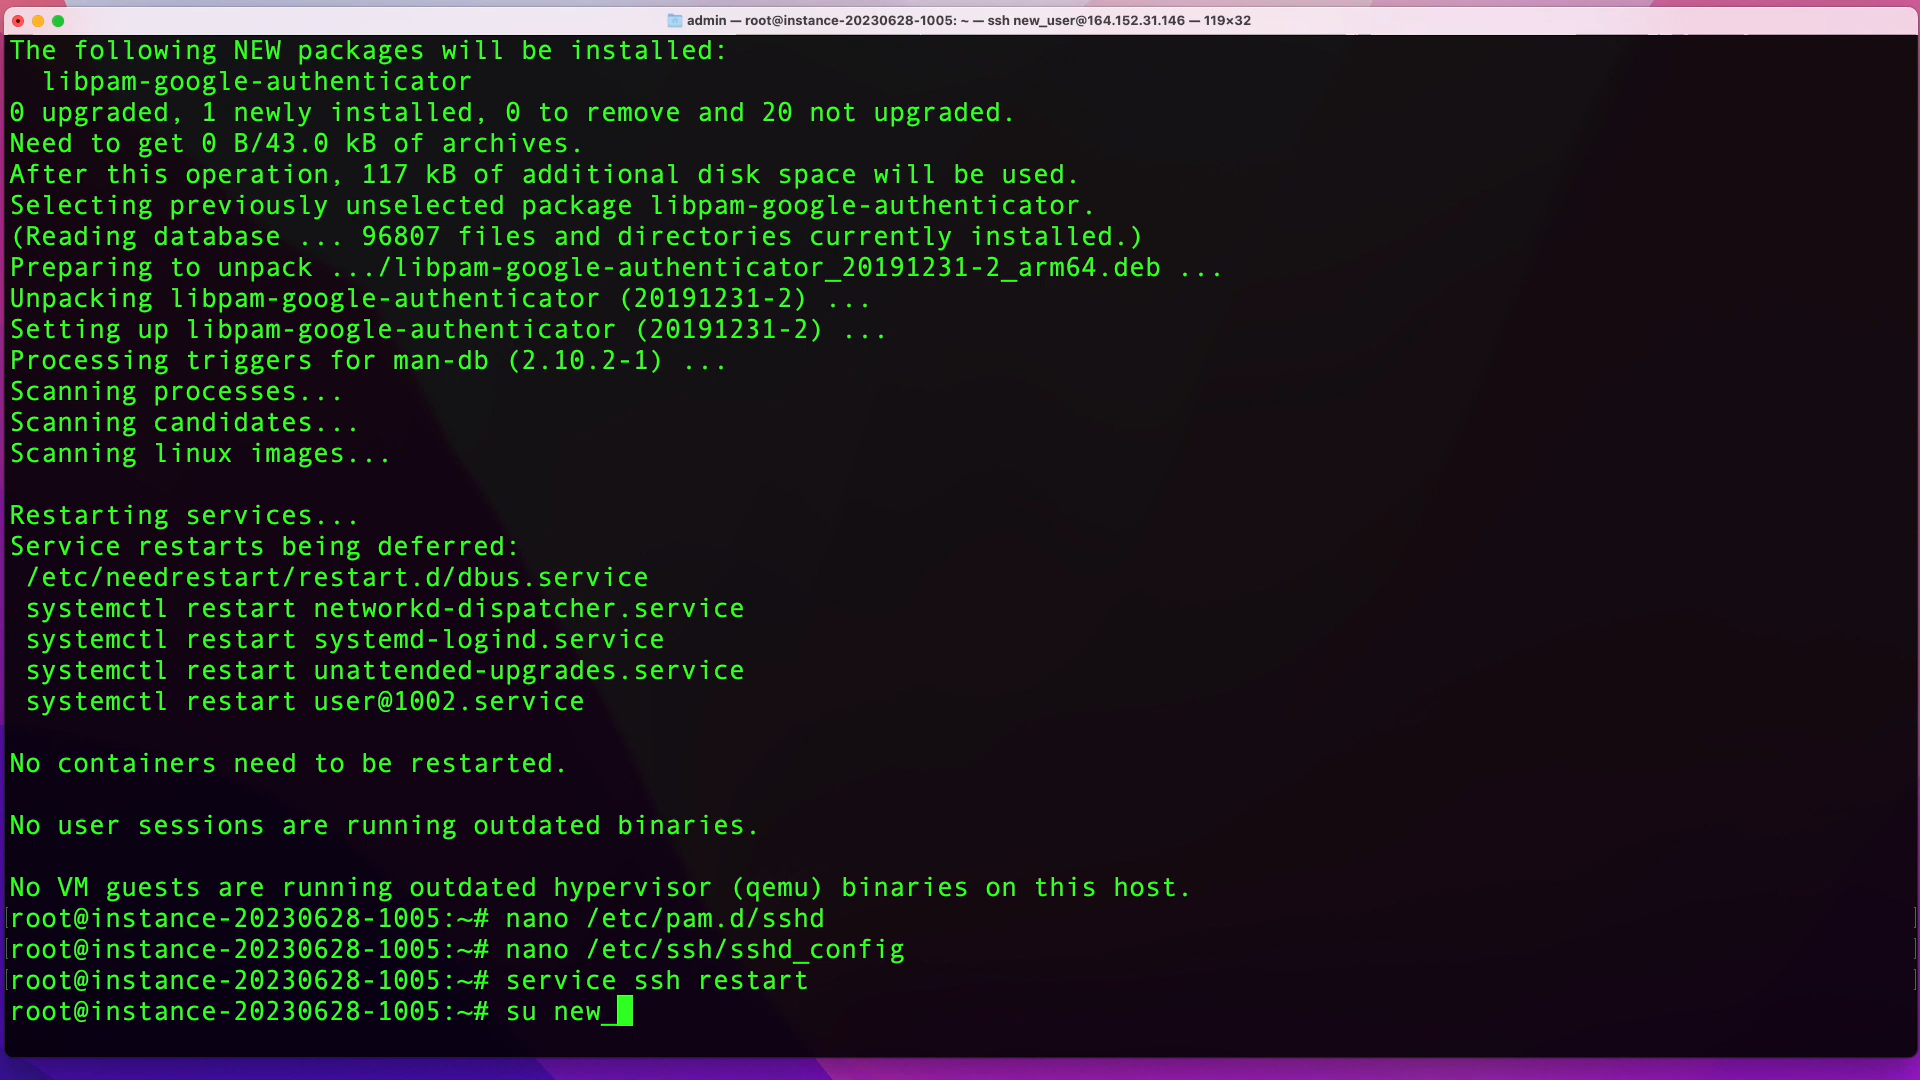 admin — root@instance-20230628-1005: ~ — ssh new_user@164.152.31.146 — 119×32
The following NEW packages will be installed:
  libpam-google-authenticator
0 upgraded, 1 newly installed, 0 to remove and 20 not upgraded.
Need to get 0 B/43.0 kB of archives.
After this operation, 117 kB of additional disk space will be used.
Selecting previously unselected package libpam-google-authenticator.
(Reading database ... 96807 files and directories currently installed.)
Preparing to unpack .../libpam-google-authenticator_20191231-2_arm64.deb ...
Unpacking libpam-google-authenticator (20191231-2) ...
Setting up libpam-google-authenticator (20191231-2) ...
Processing triggers for man-db (2.10.2-1) ...
Scanning processes...
Scanning candidates...
Scanning linux images...
Restarting services...
Service restarts being deferred:
 /etc/needrestart/restart.d/dbus.service
 systemctl restart networkd-dispatcher.service
 systemctl restart systemd-logind.service
 systemctl restart unattended-upgrades.service
 systemctl restart user@1002.service
No containers need to be restarted.
No user sessions are running outdated binaries.
No VM guests are running outdated hypervisor (qemu) binaries on this host.
[root@instance-20230628-1005:~# nano /etc/pam.d/sshd ]
[root@instance-20230628-1005:~# nano /etc/ssh/sshd_config ]
[root@instance-20230628-1005:~# service ssh restart ]
root@instance-20230628-1005:~# su new_